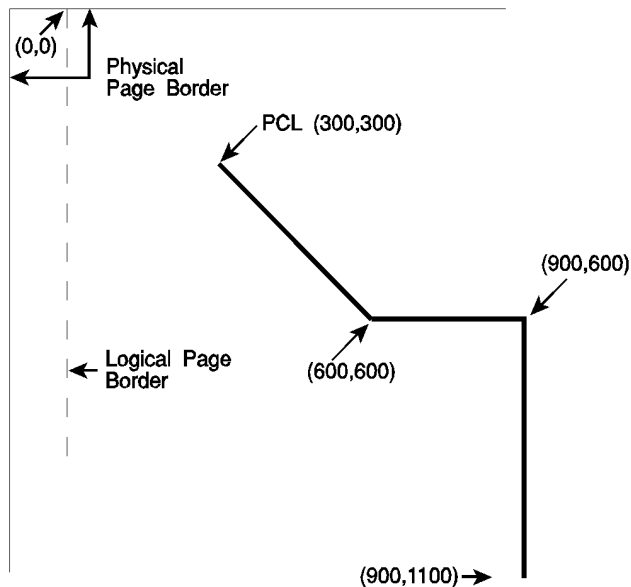 (0,0)
Physical
Page Border
PCL (300,300)
(900,600)
Logical Page
Border
(600,600)
(900,1100)